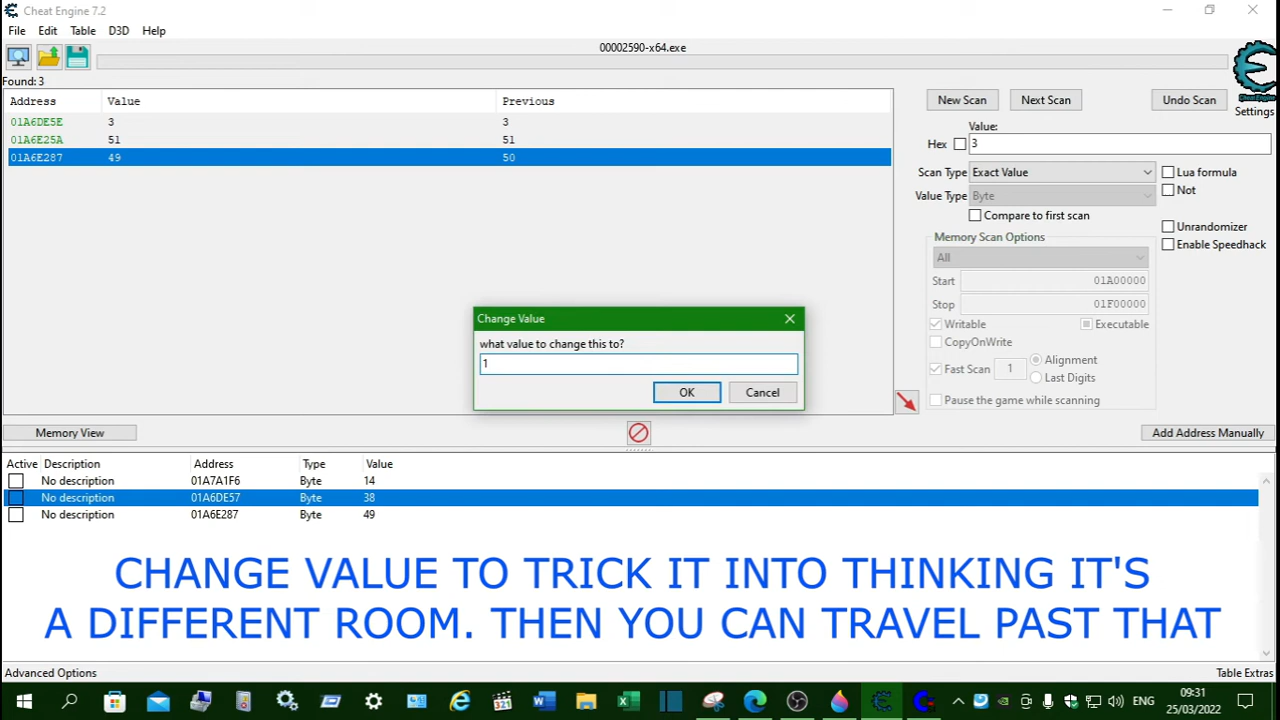 Cheat Engine 7.2
File Edit Table D3D Help
00002590-x64.exe
Found: 3
Address Value Previous
01A6DE5E 3 3
01A6E25A 51 51
01A6E287 49 50
New Scan Next Scan Undo Scan
Cheat Engine
Settings
Value:
Hex 3
Scan Type Exact Value
Lua formula
Not
Value Type Byte
Compare to first scan
Unrandomizer
Enable Speedhack
Memory Scan Options
All
Start 01A00000
Stop 01F00000
Writable Executable
CopyOnWrite
Fast Scan 1 Alignment
Last Digits
Pause the game while scanning
Change Value
what value to change this to?
1
OK Cancel
Memory View
Add Address Manually
Active Description Address Type Value
No description 01A7A1F6 Byte 14
No description 01A6DE57 Byte 38
No description 01A6E287 Byte 49
CHANGE VALUE TO TRICK IT INTO THINKING IT'S
A DIFFERENT ROOM. THEN YOU CAN TRAVEL PAST THAT
Advanced Options
Table Extras
321
ENG
09:31
25/03/2022